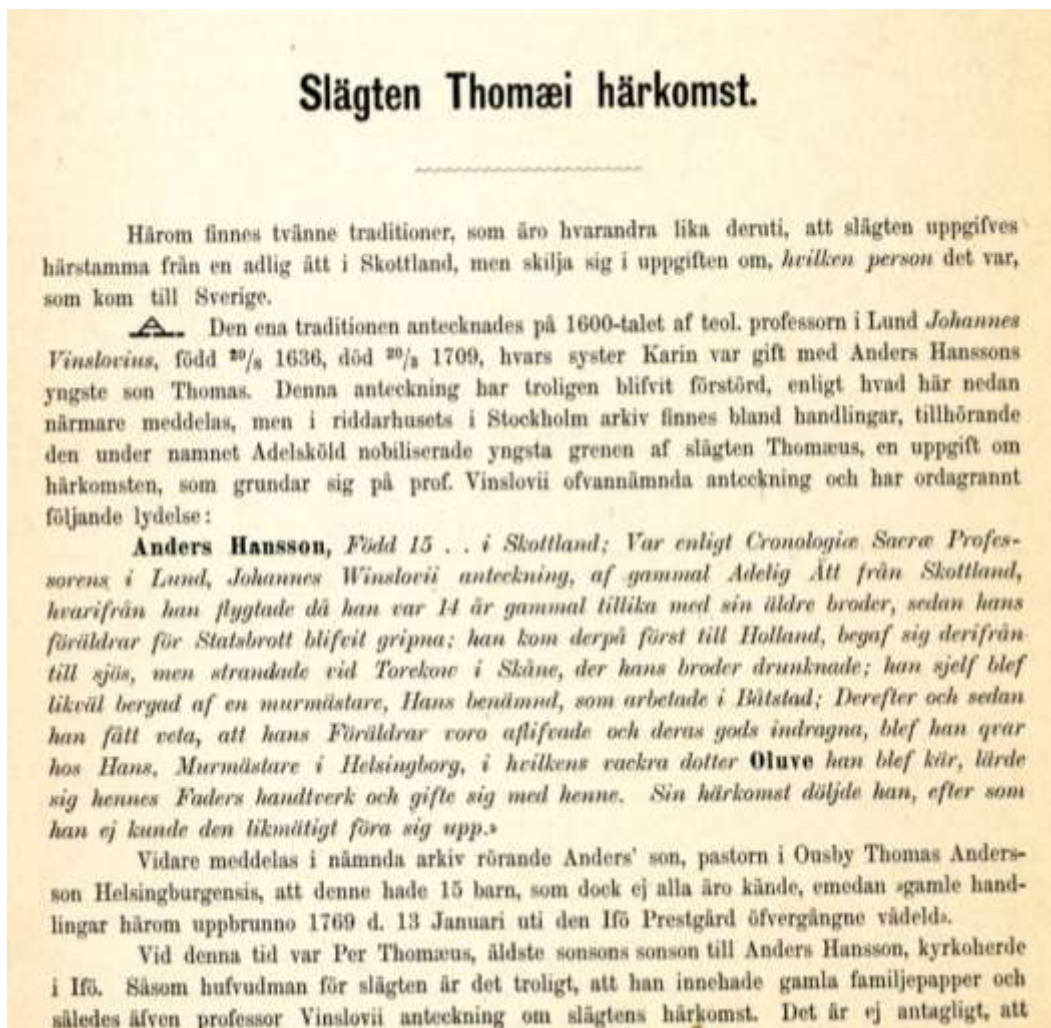 Slägten Thomæi härkomst.
Härom finnes tvänne traditioner, som äro hvarandra lika deruti, att slägten uppgifves
härstamma från en adlig ätt i Skottland, men skilja sig i uppgiften om, hvilken person det var,
som kom till Sverige.
A. Den ena traditionen antecknades på 1600-talet af teol. professorn i Lund Johannes
Vinslovius, född 20/8 1636, död 20/3 1709, hvars syster Karin var gift med Anders Hanssons
yngste son Thomas. Denna anteckning har troligen blifvit förstörd, enligt hvad här nedan
närmare meddelas, men i riddarhusets i Stockholm arkiv finnes bland handlingar, tillhörande
den under namnet Adelsköld nobiliserade yngsta grenen af slägten Thomæus, en uppgift om
härkomsten, som grundar sig på prof. Vinslovii ofvannämnda anteckning och har ordagrannt
följande lydelse:
Anders Hansson, Född 15 . . i Skottland; Var enligt Cronologiæ Sacræ Profes-
sorens i Lund, Johannes Winslovii anteckning, af gammal Adelig Ätt från Skottland,
hvarifrån han flygtade då han var 14 år gammal tillika med sin äldre broder, sedan hans
föräldrar för Statsbrott blifvit gripna; han kom derpå först till Holland, begaf sig derifrån
till sjös, men strandade vid Torekow i Skåne, der hans broder drunknade; han sjelf blef
likväl bergad af en murmästare, Hans benämnd, som arbetade i Båtstad; Derefter och sedan
han fått veta, att hans Föräldrar voro aflifvade och deras gods indragna, blef han qvar
hos Hans, Murmästare i Helsingborg, i hvilkens vackra dotter Oluve han blef kär, lärde
sig hennes Faders handtverk och gifte sig med henne. Sin härkomst döljde han, efter som
han ej kunde den likmätigt föra sig upp.»
Vidare meddelas i nämnda arkiv rörande Anders' son, pastorn i Ousby Thomas Anders-
son Helsingburgensis, att denne hade 15 barn, som dock ej alla äro kände, emedan »gamle hand-
lingar härom uppbrunno 1769 d. 13 Januari uti den Ifö Prestgård öfvergångne vådeld».
Vid denna tid var Per Thomæus, äldste sonsons sonson till Anders Hansson, kyrkoherde
i Ifö. Såsom hufvudman för slägten är det troligt, att han innehade gamla familjepapper och
således äfven professor Vinslovii anteckning om slägtens härkomst. Det är ej antagligt, att